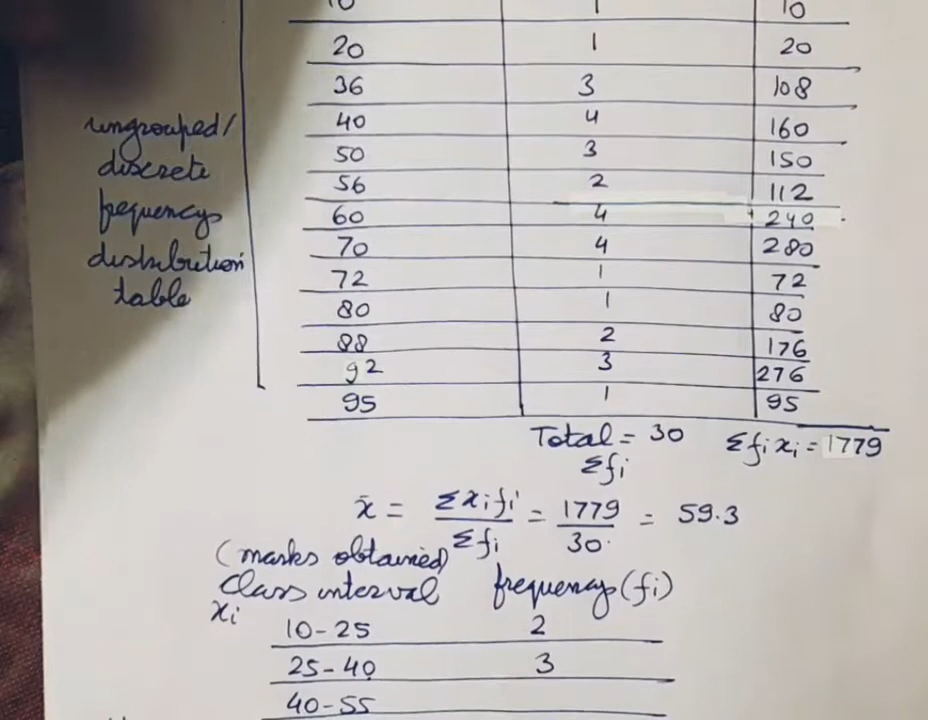 10 1 10
20 1 20
36 3 108
40 4 160
50 3 150
56 2 112
60 4 240
70 4 280
72 1 72
80 1 80
88 2 176
92 3 276
95 1 95
ungrouped/
discrete
frequency
distribution
table
Total = 30 Σfixi = 1779
Σfi
x̄ = Σxifi/Σfi = 1779/30 = 59.3
(marks obtained)
Class interval frequency (fi)
xi
10-25 2
25-40 3
40-55